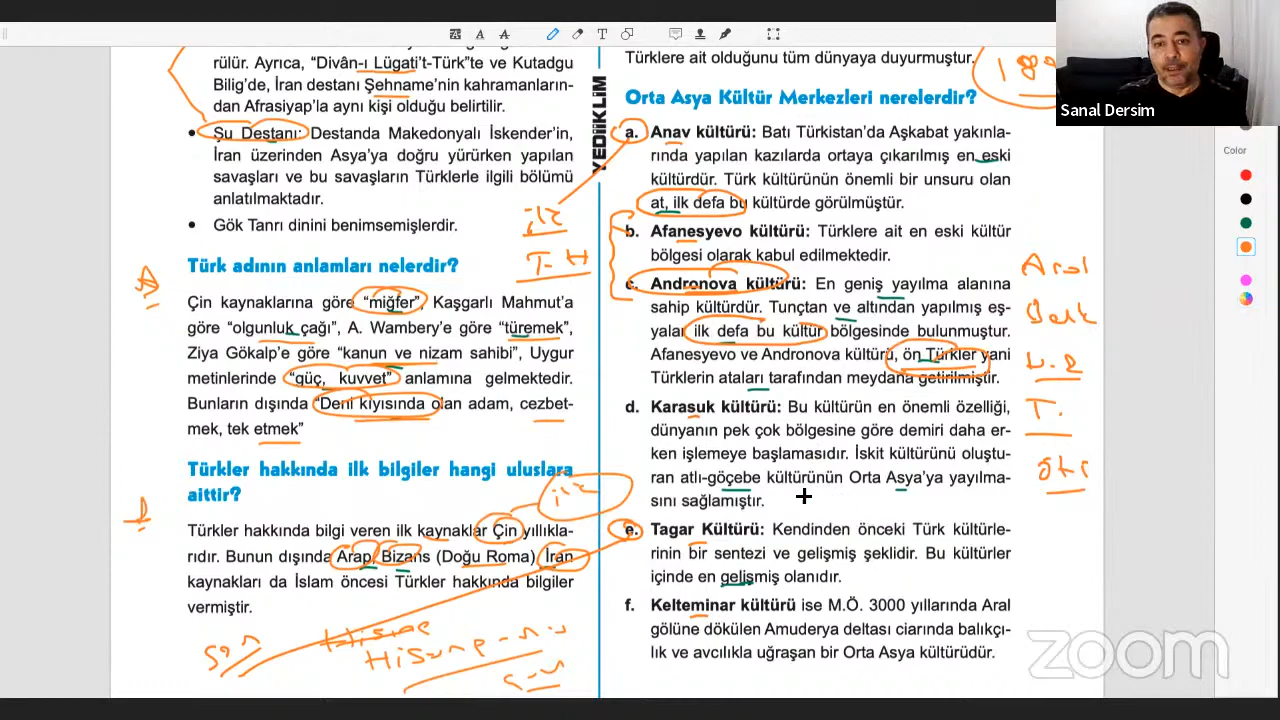 rülür. Ayrıca, “Divân-ı Lügati’t-Türk”te ve Kutadgu
Bilig’de, İran destanı Şehname’nin kahramanların-
dan Afrasiyap’la aynı kişi olduğu belirtilir.
• Şu Destanı: Destanda Makedonyalı İskender’in,
İran üzerinden Asya’ya doğru yürürken yapılan
savaşları ve bu savaşların Türklerle ilgili bölümü
anlatılmaktadır.
• Gök Tanrı dinini benimsemişlerdir.
Türk adının anlamları nelerdir?
Çin kaynaklarına göre “miğfer”, Kaşgarlı Mahmut’a
göre “olgunluk çağı”, A. Wambery’e göre “türemek”,
Ziya Gökalp’e göre “kanun ve nizam sahibi”, Uygur
metinlerinde “güç, kuvvet” anlamına gelmektedir.
Bunların dışında “Deni kıyısında olan adam, cezbet-
mek, tek etmek”
Türkler hakkında ilk bilgiler hangi uluslara
aittir?
Türkler hakkında bilgi veren ilk kaynaklar Çin yıllıkla-
rıdır. Bunun dışında Arap, Bizans (Doğu Roma) İran
kaynakları da İslam öncesi Türkler hakkında bilgiler
vermiştir.
ilk
Son
YEDİİKLİM
ilk
T-H
Türklere ait olduğunu tüm dünyaya duyurmuştur.
Orta Asya Kültür Merkezleri nerelerdir?
a. Anav kültürü: Batı Türkistan’da Aşkabat yakınla-
rında yapılan kazılarda ortaya çıkarılmış en eski
kültürdür. Türk kültürünün önemli bir unsuru olan
at, ilk defa bu kültürde görülmüştür.
b. Afanesyevo kültürü: Türklere ait en eski kültür
bölgesi olarak kabul edilmektedir.
c. Andronova kültürü: En geniş yayılma alanına
sahip kültürdür. Tunçtan ve altından yapılmış eş-
yalar ilk defa bu kültür bölgesinde bulunmuştur.
Afanesyevo ve Andronova kültürü, ön Türkler yani
Türklerin ataları tarafından meydana getirilmiştir.
d. Karasuk kültürü: Bu kültürün en önemli özelliği,
dünyanın pek çok bölgesine göre demiri daha er-
ken işlemeye başlamasıdır. İskit kültürünü oluştu-
ran atlı-göçebe kültürünün Orta Asya’ya yayılma-
sını sağlamıştır.
e. Tagar Kültürü: Kendinden önceki Türk kültürle-
rinin bir sentezi ve gelişmiş şeklidir. Bu kültürler
içinde en gelişmiş olanıdır.
f. Kelteminar kültürü ise M.Ö. 3000 yıllarında Aral
gölüne dökülen Amuderya deltası ciarında balıkçı-
lık ve avcılıkla uğraşan bir Orta Asya kültürüdür.
Aral
T.
Sanal Dersim
Color
zoom